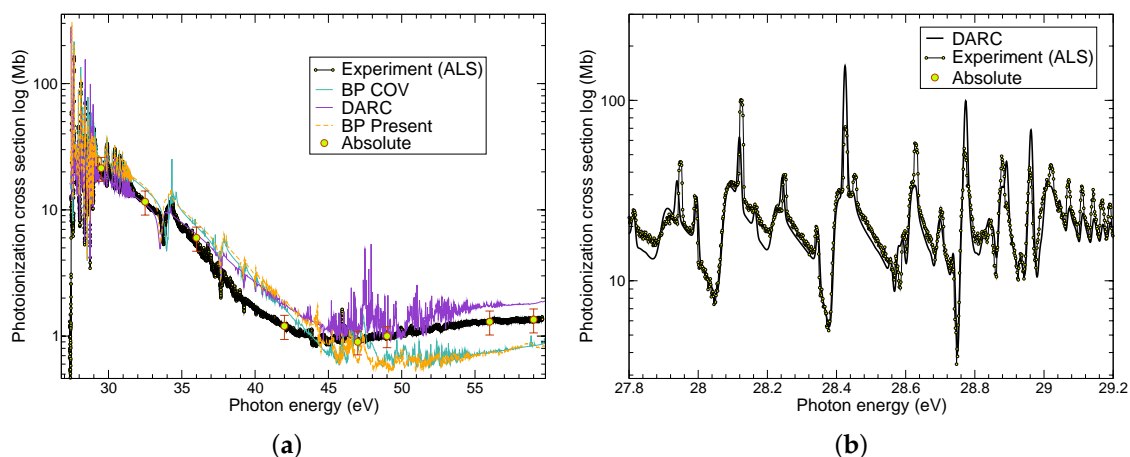 Photoionization cross section log (Mb)
100
10
1
30
35
40
45
50
55
Photon energy (eV)
Experiment (ALS)
BP COV
DARC
BP Present
Absolute
(a)
Photoionization cross section log (Mb)
100
10
27.8
28
28.2
28.4
28.6
28.8
29
29.2
Photon energy (eV)
DARC
Experiment (ALS)
Absolute
(b)